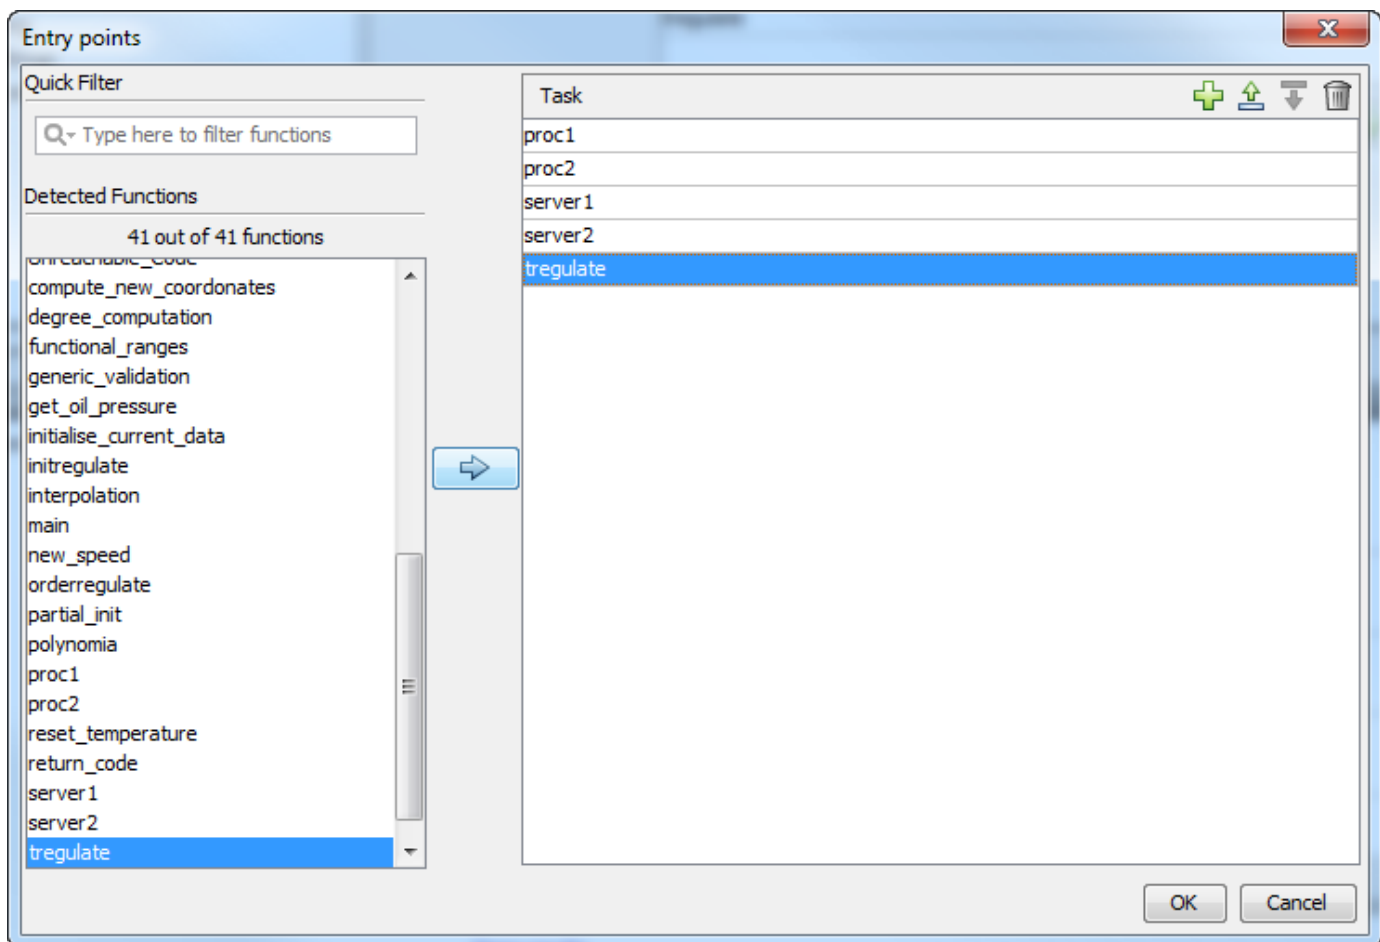 Entry points
Quick Filter
Type here to filter functions
Detected Functions
41 out of 41 functions
compute_new_coordonates
degree_computation
functional_ranges
generic_validation
get_oil_pressure
initialise_current_data
initregulate
interpolation
main
new_speed
orderregulate
partial_init
polynomia
proc1
proc2
reset_temperature
return_code
server1
server2
tregulate
Task
proc1
proc2
server1
server2
tregulate
OK
Cancel